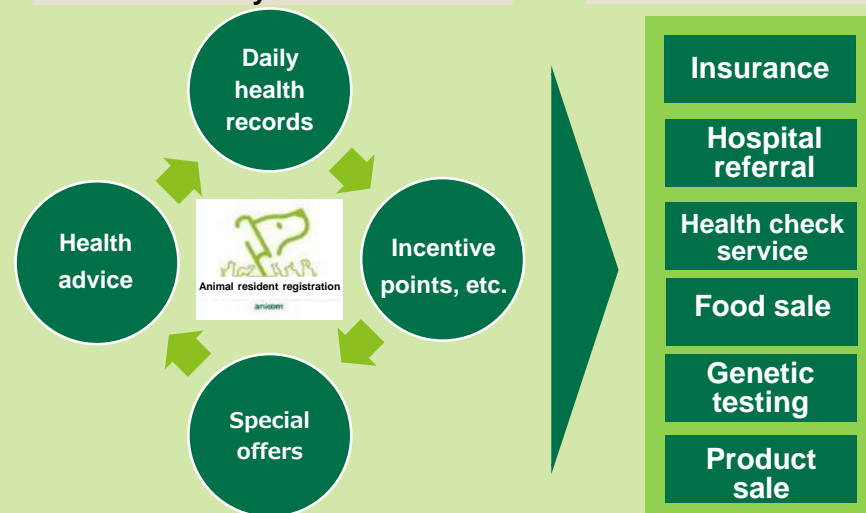 Daily
health
records
Health
advice
Animal resident registration
anicom
Incentive
points, etc.
Special
offers
Insurance
Hospital
referral
Health check
service
Food sale
Genetic
testing
Product
sale